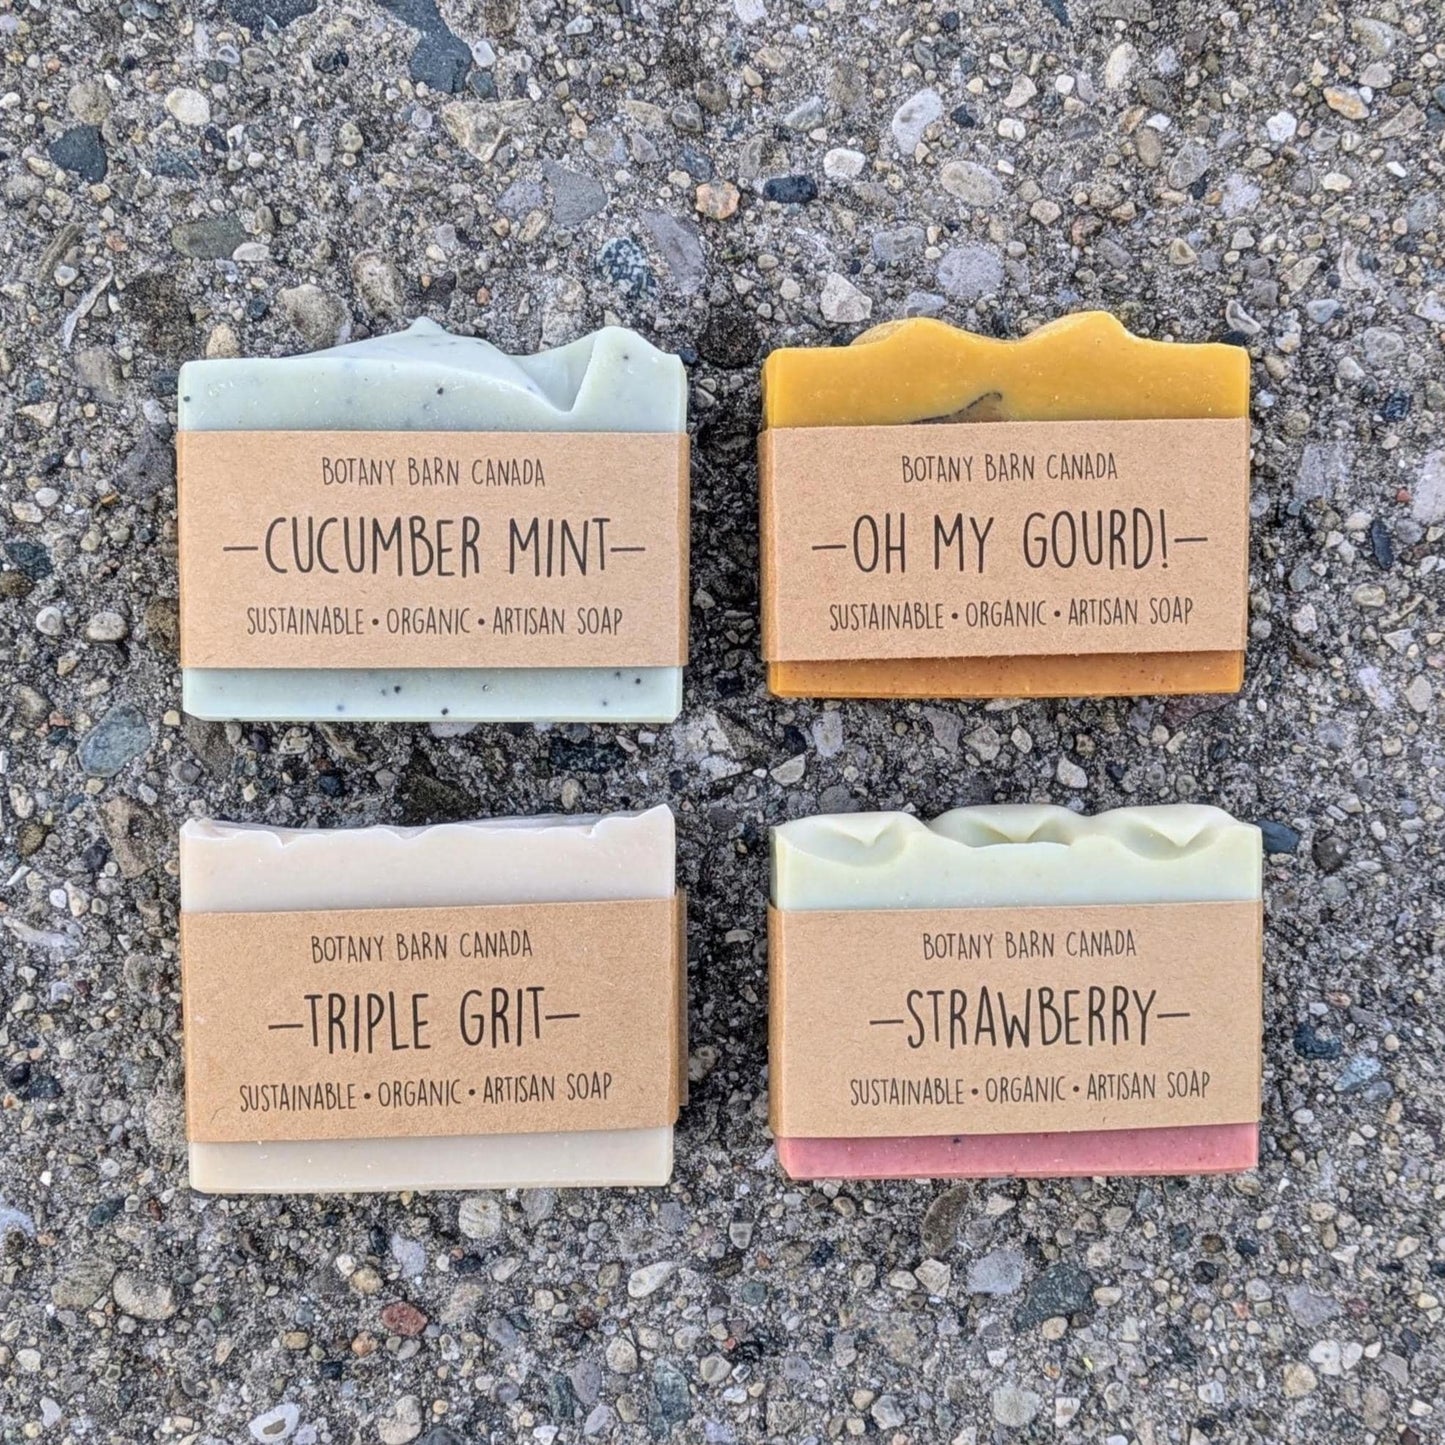 BOTANY BARN CANADA
—CUCUMBER MINT—
SUSTAINABLE • ORGANIC • ARTISAN SOAP
BOTANY BARN CANADA
—OH MY GOURD!—
SUSTAINABLE • ORGANIC • ARTISAN SOAP
BOTANY BARN CANADA
—TRIPLE GRIT—
SUSTAINABLE • ORGANIC • ARTISAN SOAP
BOTANY BARN CANADA
—STRAWBERRY—
SUSTAINABLE • ORGANIC • ARTISAN SOAP